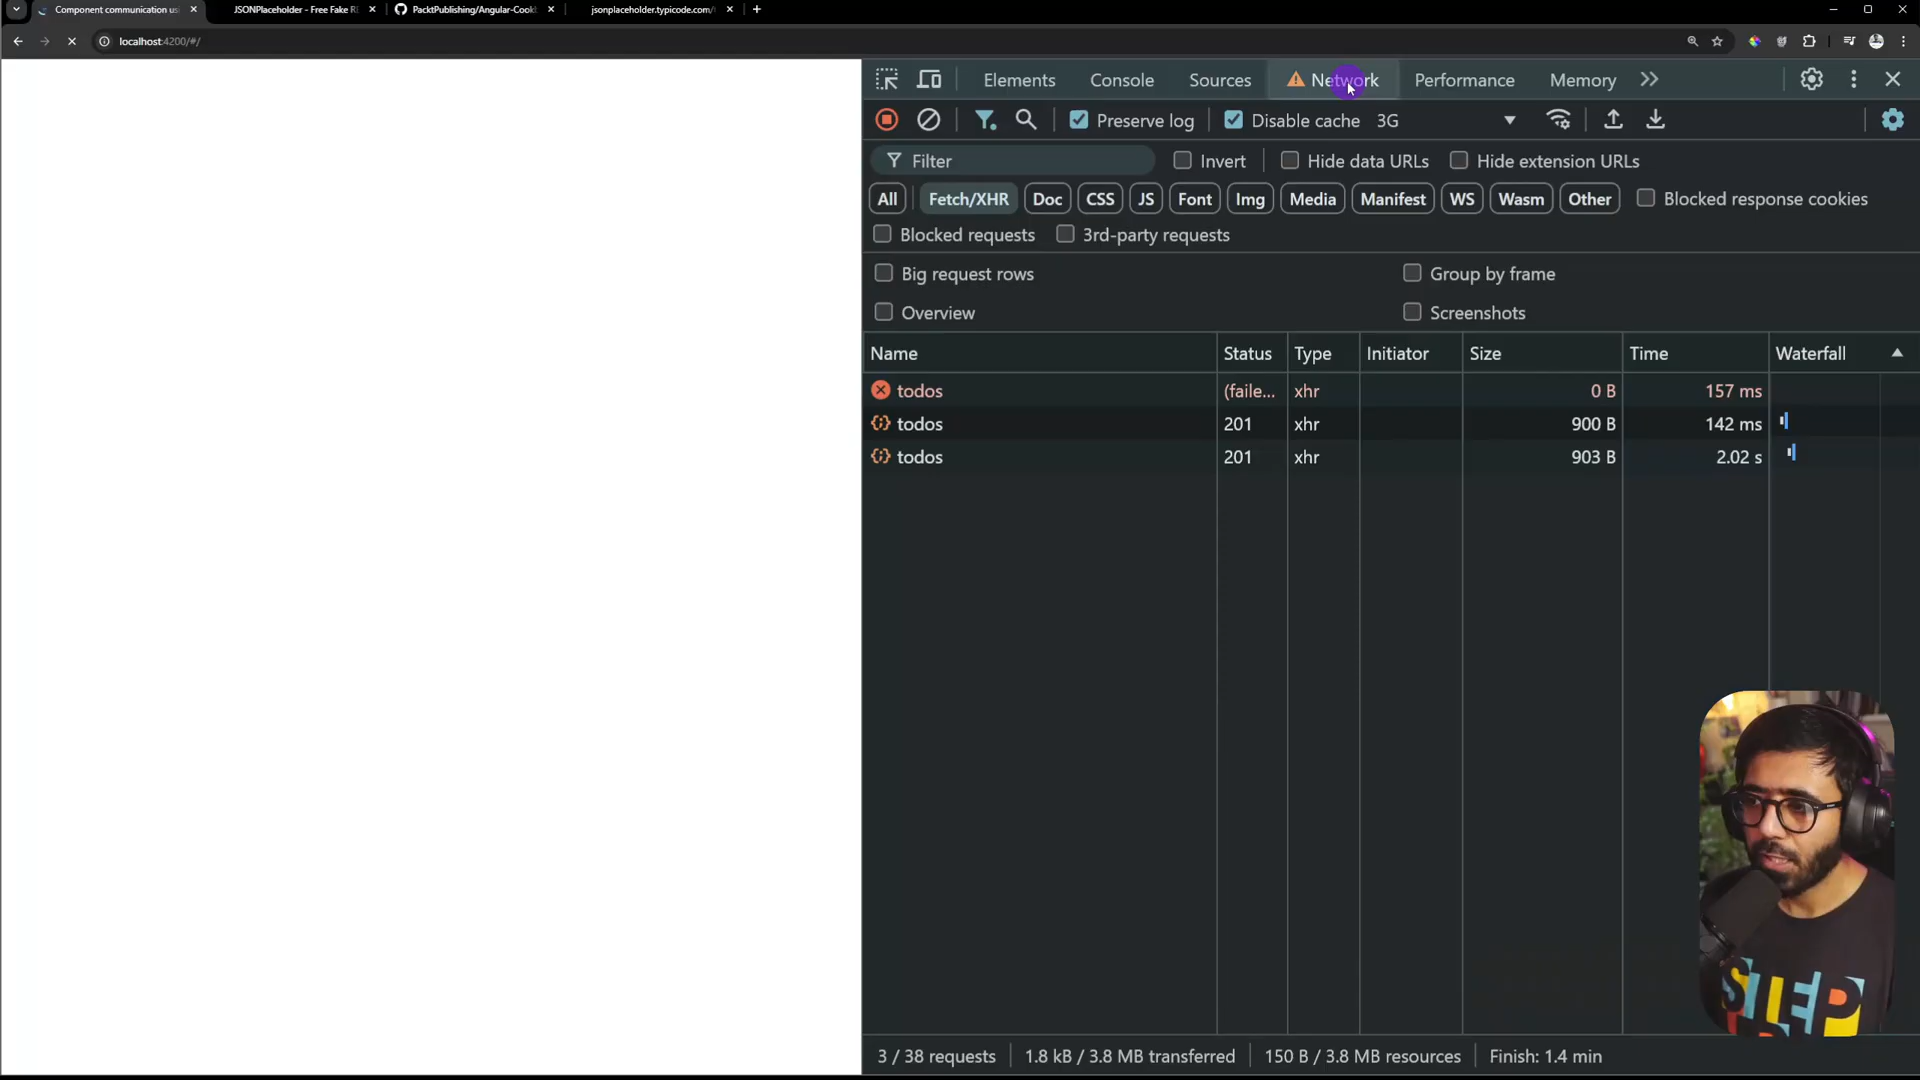 Component communication us
JSONPlaceholder - Free Fake R
PacktPublishing/Angular-Cook
jsonplaceholder.typicode.com/
localhost:4200/#/
Elements Console Sources Network Performance Memory
Preserve log Disable cache 3G
Filter Invert Hide data URLs Hide extension URLs
All Fetch/XHR Doc CSS JS Font Img Media Manifest WS Wasm Other Blocked response cookies
Blocked requests 3rd-party requests
Big request rows Group by frame
Overview Screenshots
Name Status Type Initiator Size Time Waterfall
todos (faile... xhr 0 B 157 ms
todos 201 xhr 900 B 142 ms
todos 201 xhr 903 B 2.02 s
STEP
3 / 38 requests 1.8 kB / 3.8 MB transferred 150 B / 3.8 MB resources Finish: 1.4 min